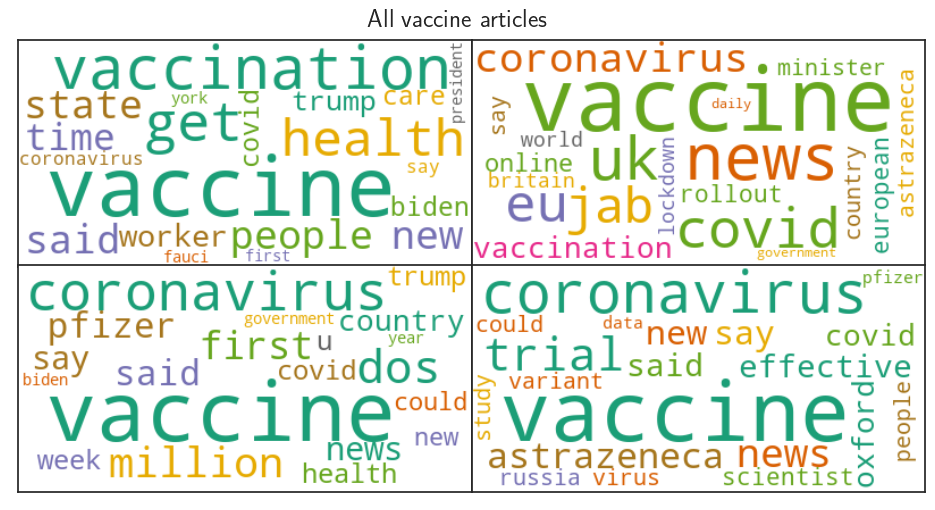 All vaccine articles
vaccination
president
state
york
get
covid
trump
care
time
health
coronavirus
say
vaccine
biden
said
worker
people
new
fauci
first
coronavirus
minister
vaccine
say
daily
astrazeneca
world
online
uk
lockdown
news
country
european
britain
eu
jab
rollout
covid
vaccination
government
coronavirus
trump
pfizer
government
country
first
u
year
say
said
covid
dos
biden
vaccine
could
new
week
million
news
health
coronavirus
pfizer
could
data
new
say
covid
trial
said
effective
variant
study
vaccine
oxford
people
astrazeneca
news
russia
virus
scientist